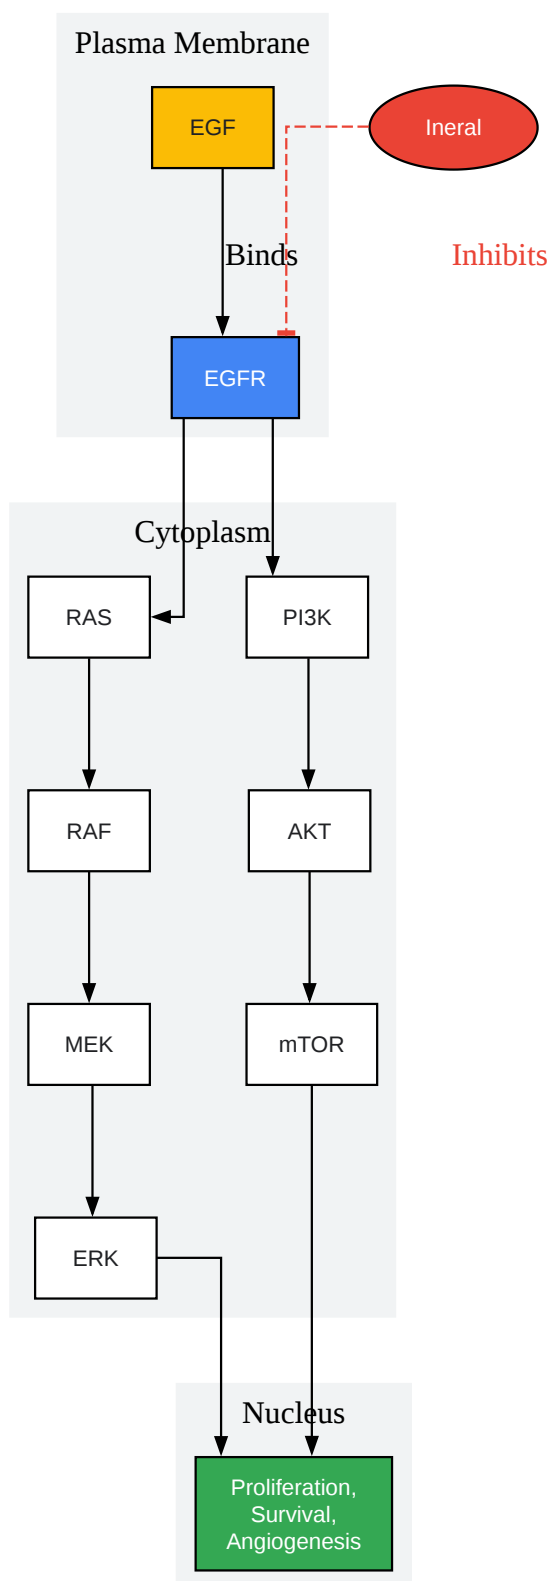 Plasma Membrane
EGF
Ineral
Binds
Inhibits
EGFR
Cytoplasm
RAS
PI3K
RAF
AKT
MEK
mTOR
ERK
Nucleus
Proliferation,
Survival,
Angiogenesis